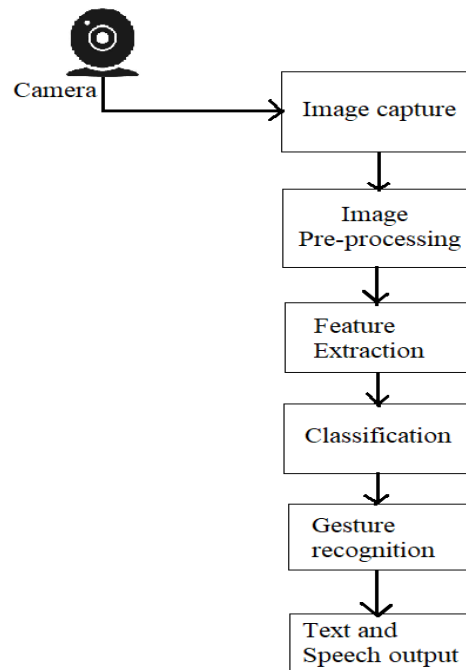 Camera
Image capture
Image
Pre-processing
Feature
Extraction
Classification
Gesture
recognition
Text and
Speech output